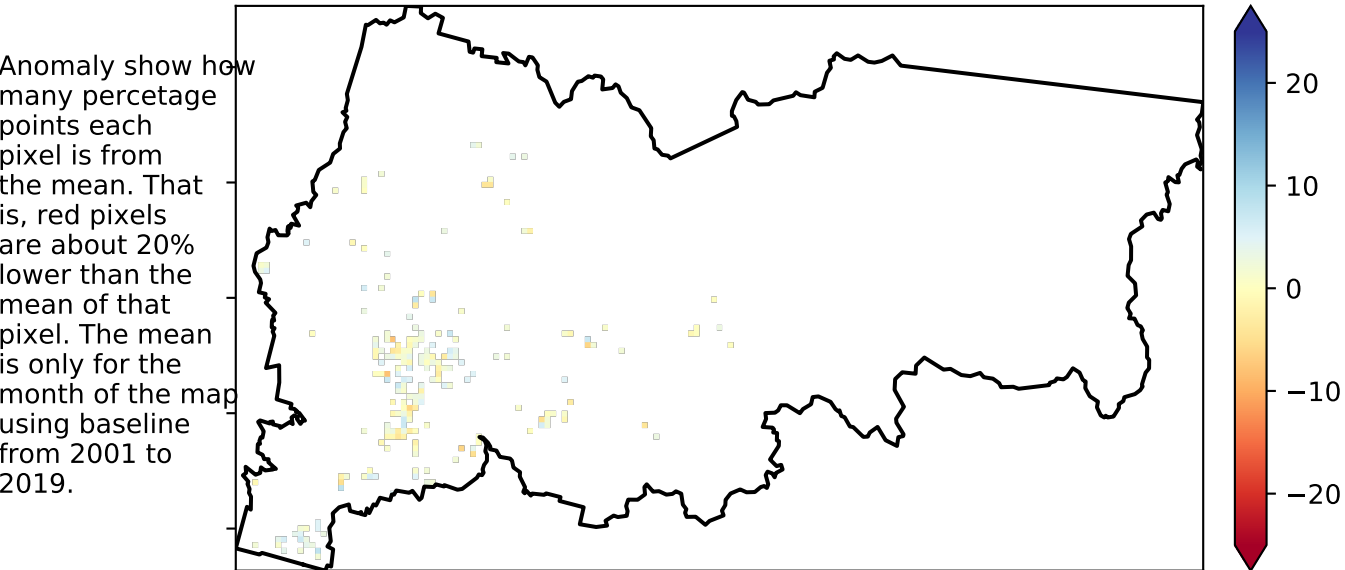 Anomaly show how
many percetage
points each
pixel is from
the mean. That
is, red pixels
are about 20%
lower than the
mean of that
pixel. The mean
is only for the
month of the map
using baseline
from 2001 to
2019.
20
10
0
−10
−20